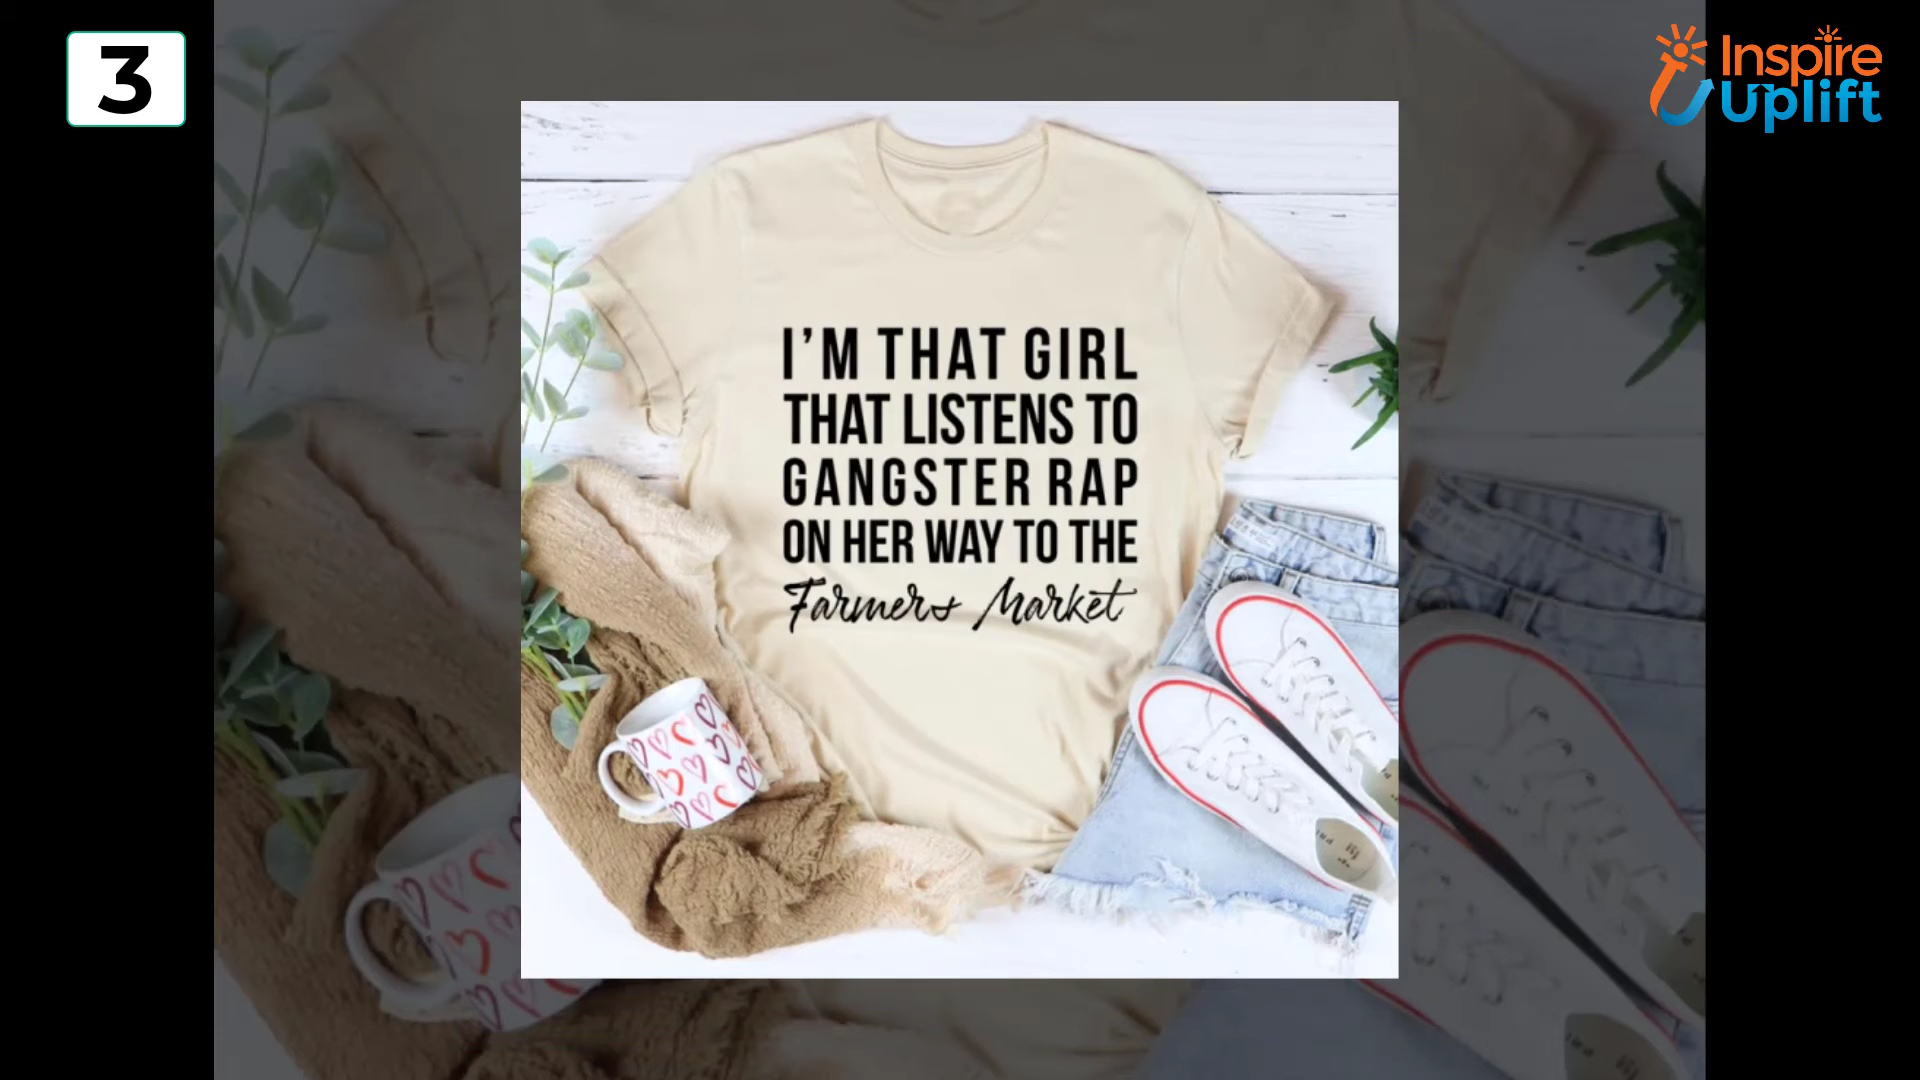 3
Inspire
Uplift
I'M THAT GIRL
THAT LISTENS TO
GANGSTER RAP
ON HER WAY TO THE
Farmers Market